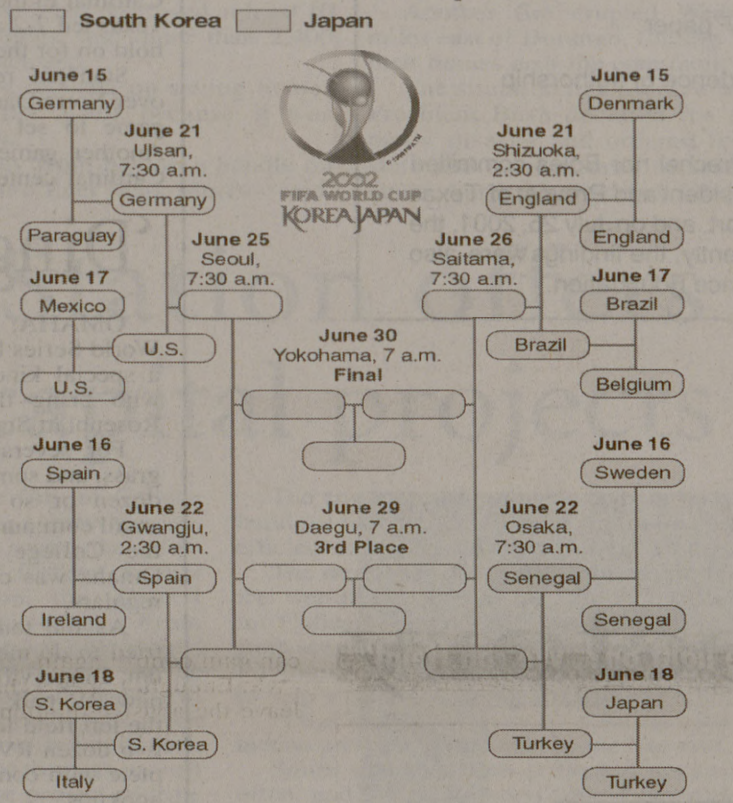 South Korea Japan
June 15
Germany
June 21
Ulsan,
7:30 a.m.
Germany
Paraguay
June 17
Mexico
U.S.
U.S.
June 25
Seoul,
7:30 a.m.
June 16
Spain
June 22
Gwangju,
2:30 a.m.
Spain
Ireland
June 18
S. Korea
S. Korea
Italy
2002
FIFA WORLD CUP
KOREA JAPAN
June 30
Yokohama, 7 a.m.
Final
June 29
Daegu, 7 a.m.
3rd Place
June 15
Denmark
June 21
Shizuoka,
2:30 a.m.
England
England
June 26
Saitama,
7:30 a.m.
June 17
Brazil
Brazil
Belgium
June 16
Sweden
June 22
Osaka,
7:30 a.m.
Senegal
Senegal
June 18
Japan
Turkey
Turkey